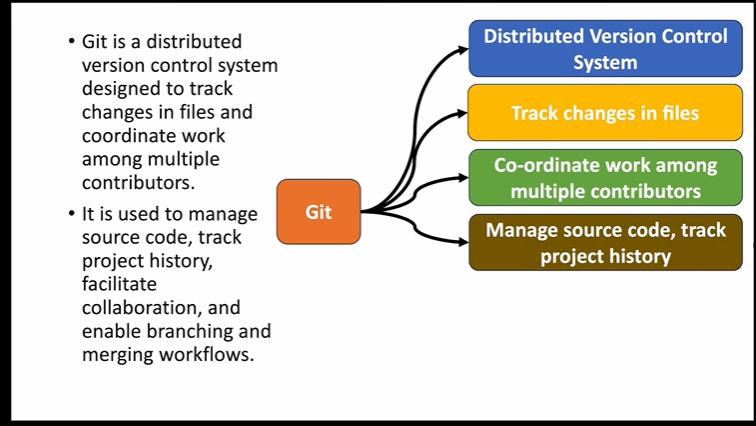 • Git is a distributed
version control system
designed to track
changes in files and
coordinate work
among multiple
contributors.
• It is used to manage
source code, track
project history,
facilitate
collaboration, and
enable branching and
merging workflows.
Git
Distributed Version Control
System
Track changes in files
Co-ordinate work among
multiple contributors
Manage source code, track
project history